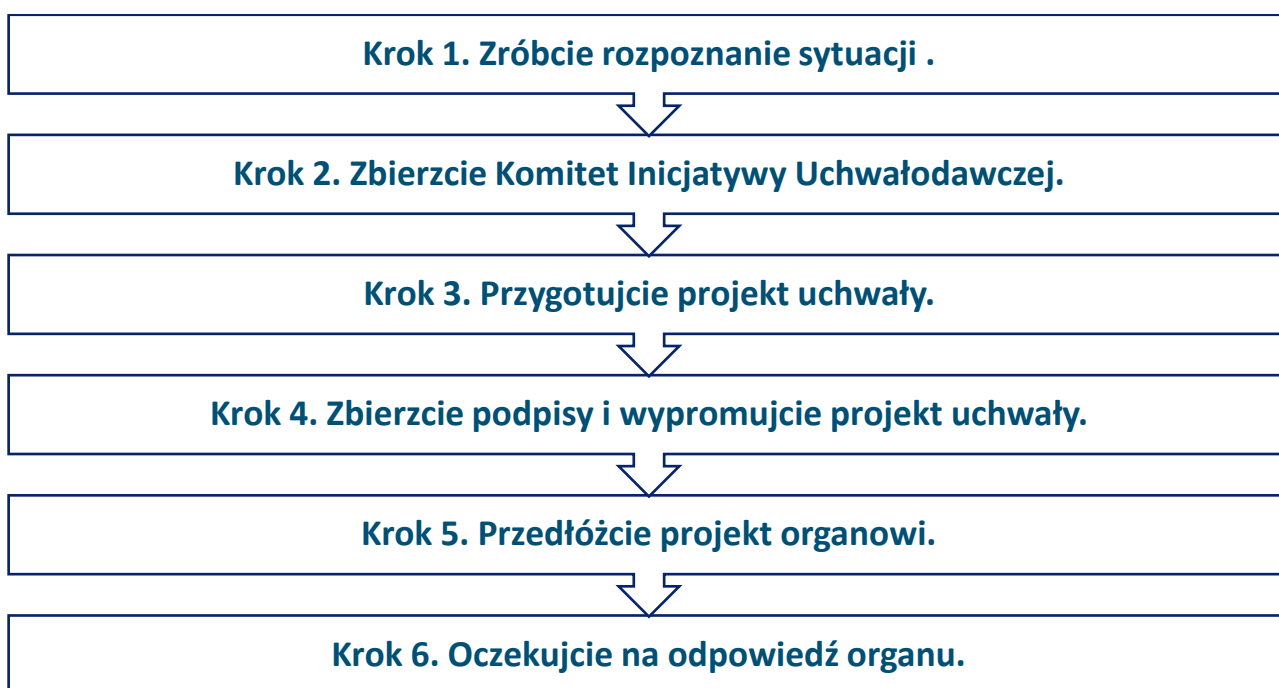 Krok 1. Zróbcie rozpoznanie sytuacji .
Krok 2. Zbierzcie Komitet Inicjatywy Uchwałodawczej.
Krok 3. Przygotujcie projekt uchwały.
Krok 4. Zbierzcie podpisy i wypromujcie projekt uchwały.
Krok 5. Przedłóżcie projekt organowi.
Krok 6. Oczekujcie na odpowiedź organu.